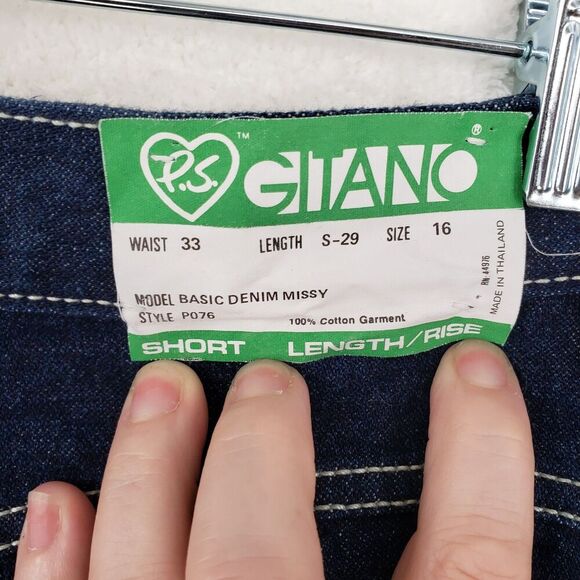 P.S. ™ GITANO ®
WAIST 33 LENGTH S-29 SIZE 16
MODEL BASIC DENIM MISSY
STYLE P076 100% Cotton Garment
RN 44976
MADE IN THAILAND
SHORT LENGTH/RISE